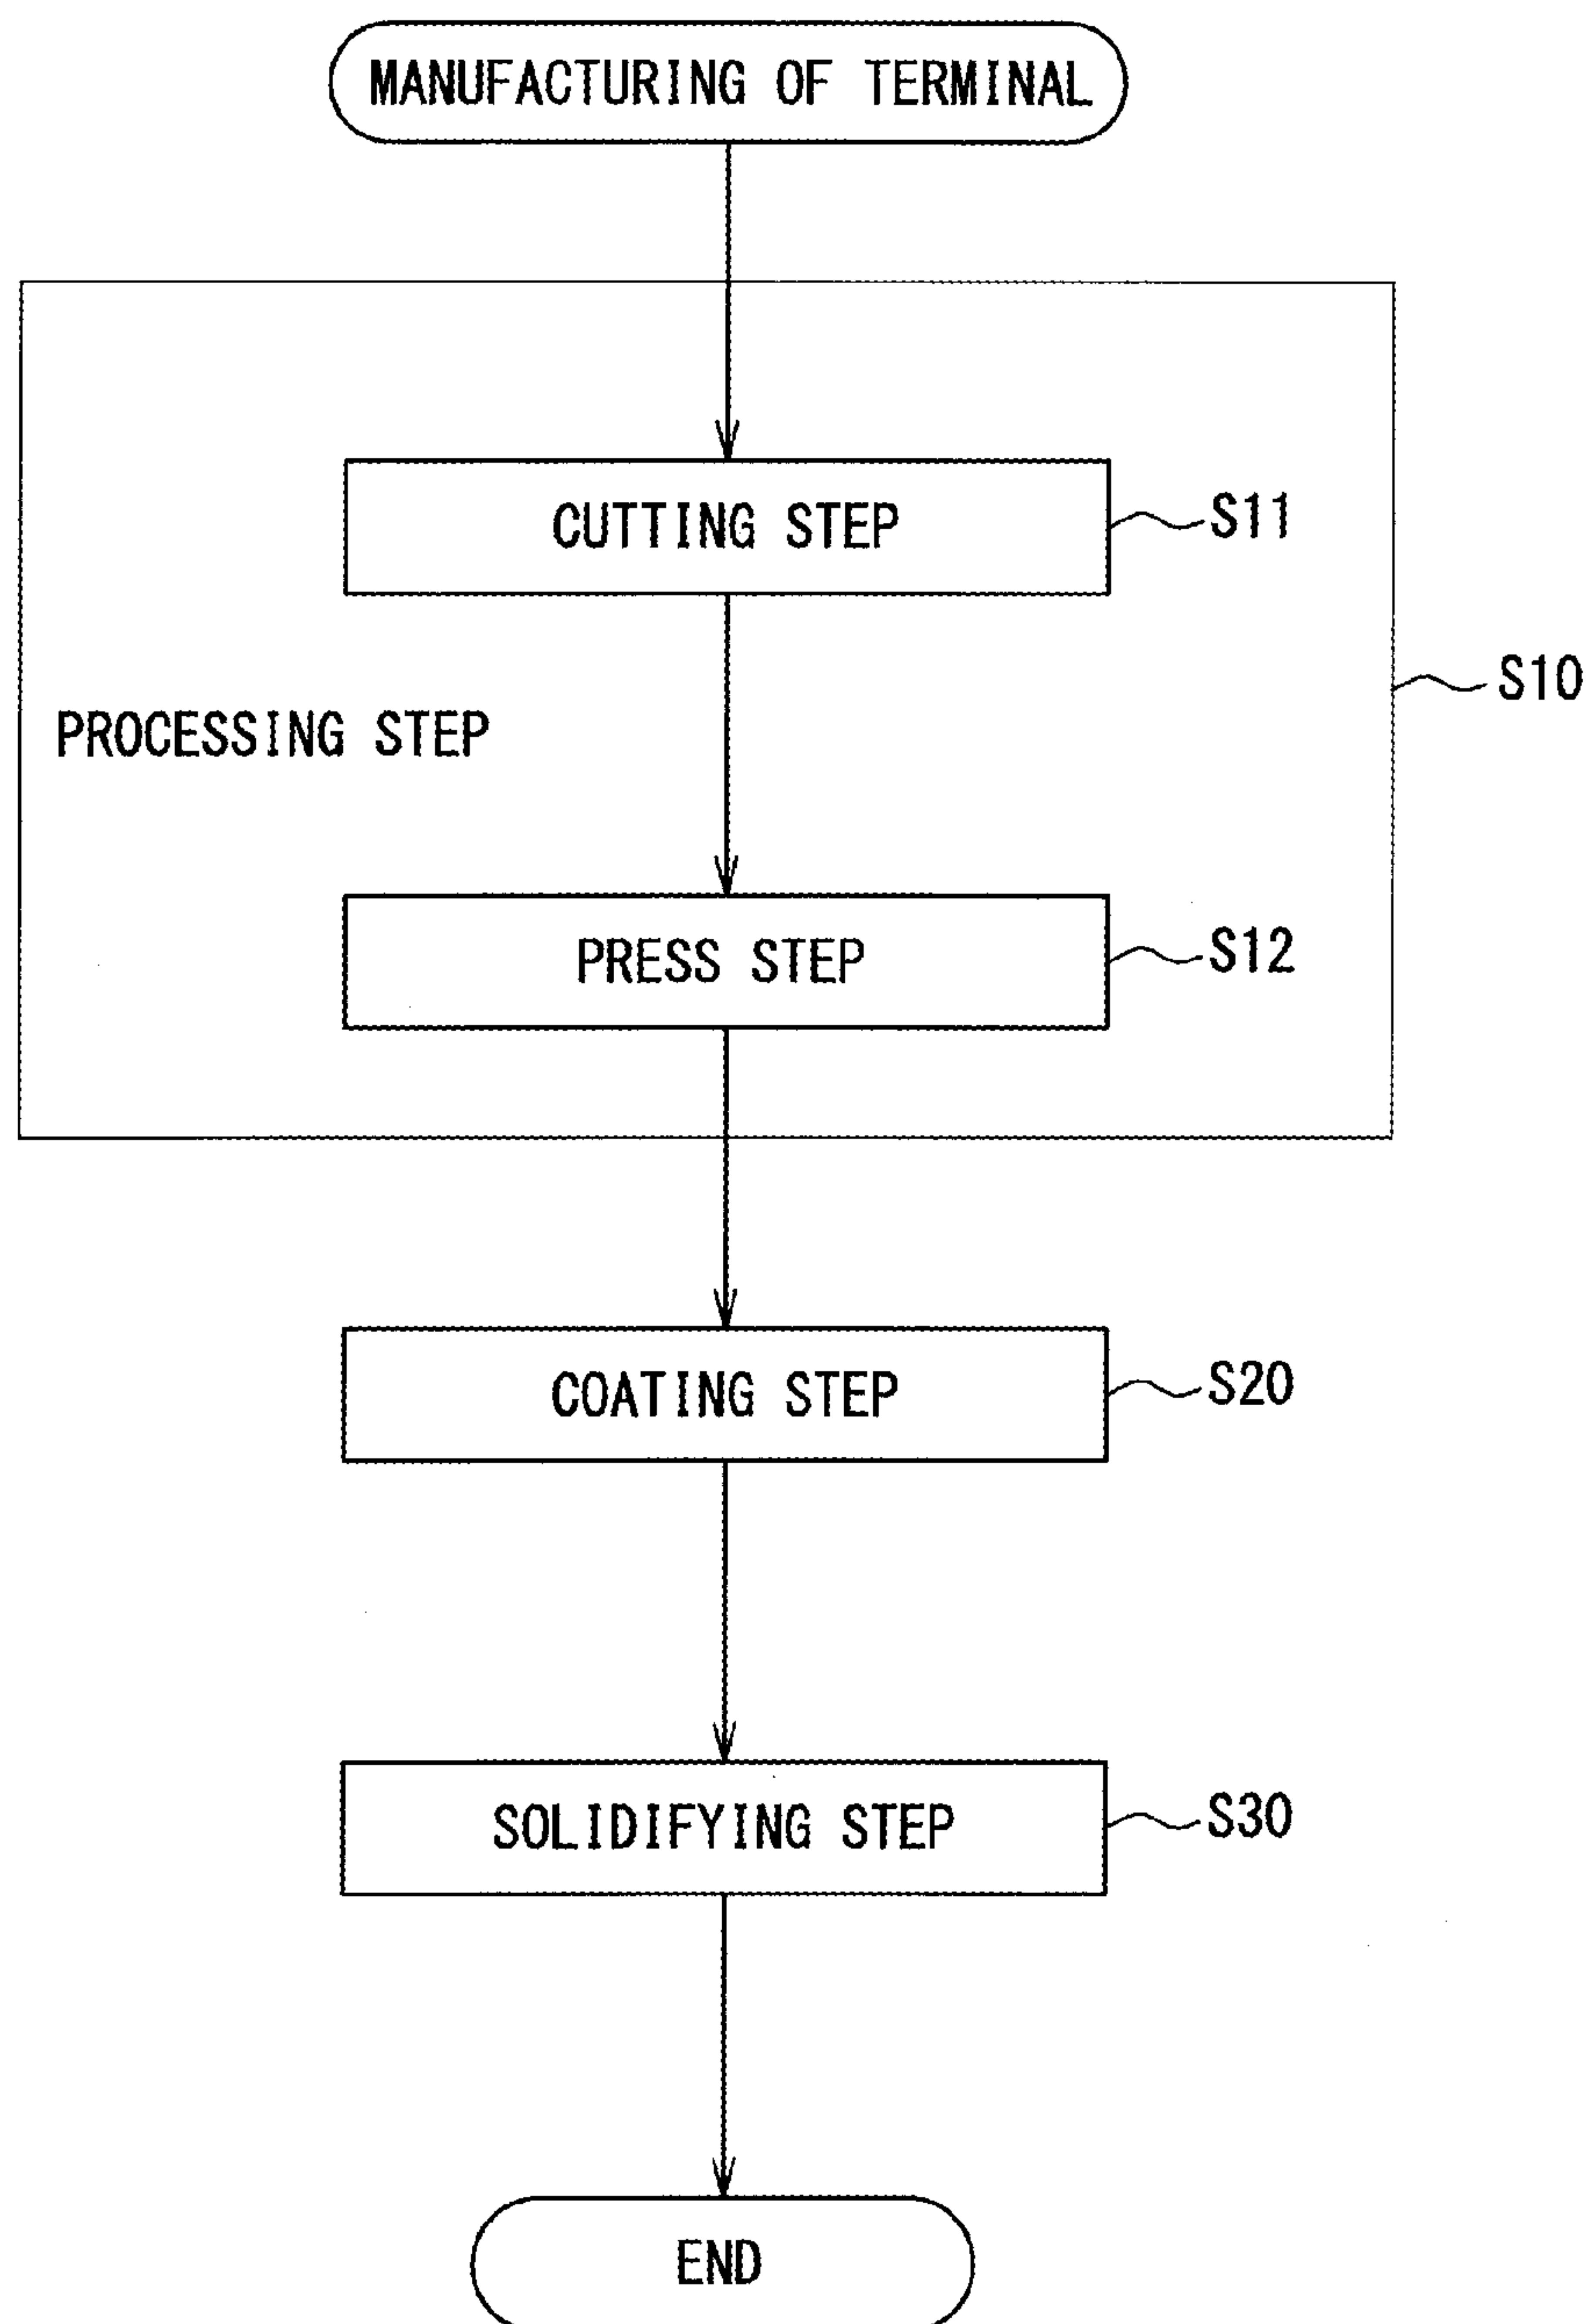 MANUFACTURING OF TERMINAL
CUTTING STEP
S11
S10
PROCESSING STEP
PRESS STEP
S12
COATING STEP
S20
SOLIDIFYING STEP
S30
END